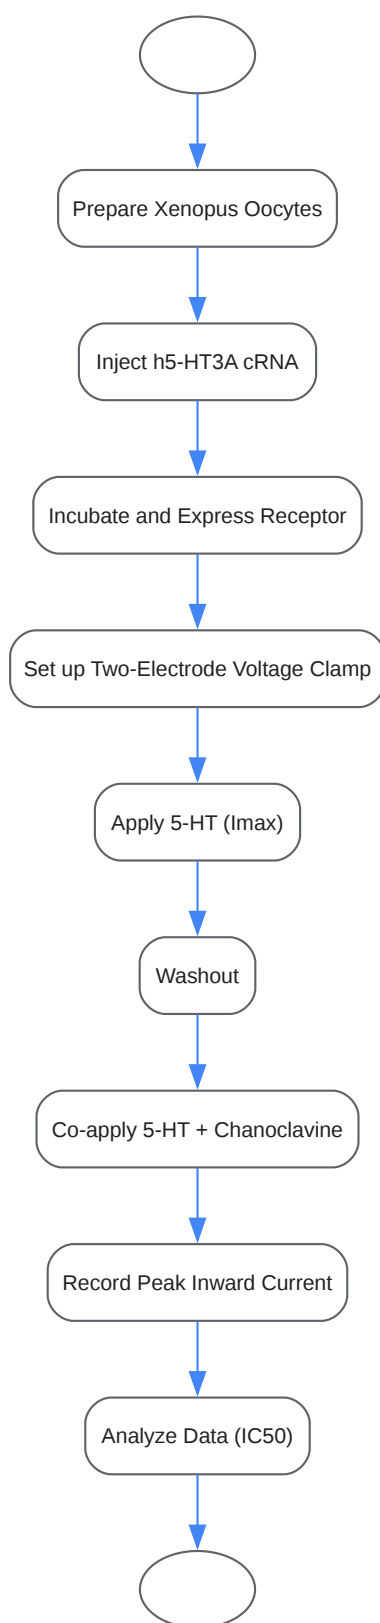 Prepare Xenopus Oocytes
Inject h5-HT3A cRNA
Incubate and Express Receptor
Set up Two-Electrode Voltage Clamp
Apply 5-HT (Imax)
Washout
Co-apply 5-HT + Chanoclavine
Record Peak Inward Current
Analyze Data (IC50)